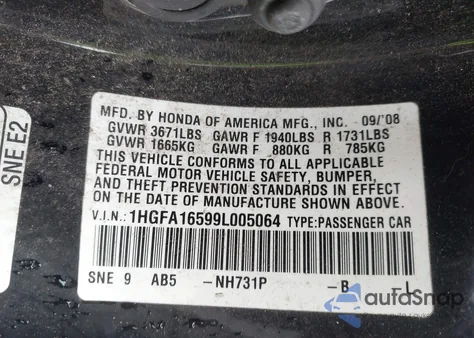 SNE E2
MFD. BY HONDA OF AMERICA MFG., INC. 09/'08
GVWR 3671LBS GAWR F 1940LBS R 1731LBS
GVWR 1665KG GAWR F 880KG R 785KG
THIS VEHICLE CONFORMS TO ALL APPLICABLE
FEDERAL MOTOR VEHICLE SAFETY, BUMPER,
AND THEFT PREVENTION STANDARDS IN EFFECT
ON THE DATE OF MANUFACTURE SHOWN ABOVE.
V.I.N.: 1HGFA16599L005064 TYPE:PASSENGER CAR
SNE 9 AB5 -NH731P -B L
autoSnap